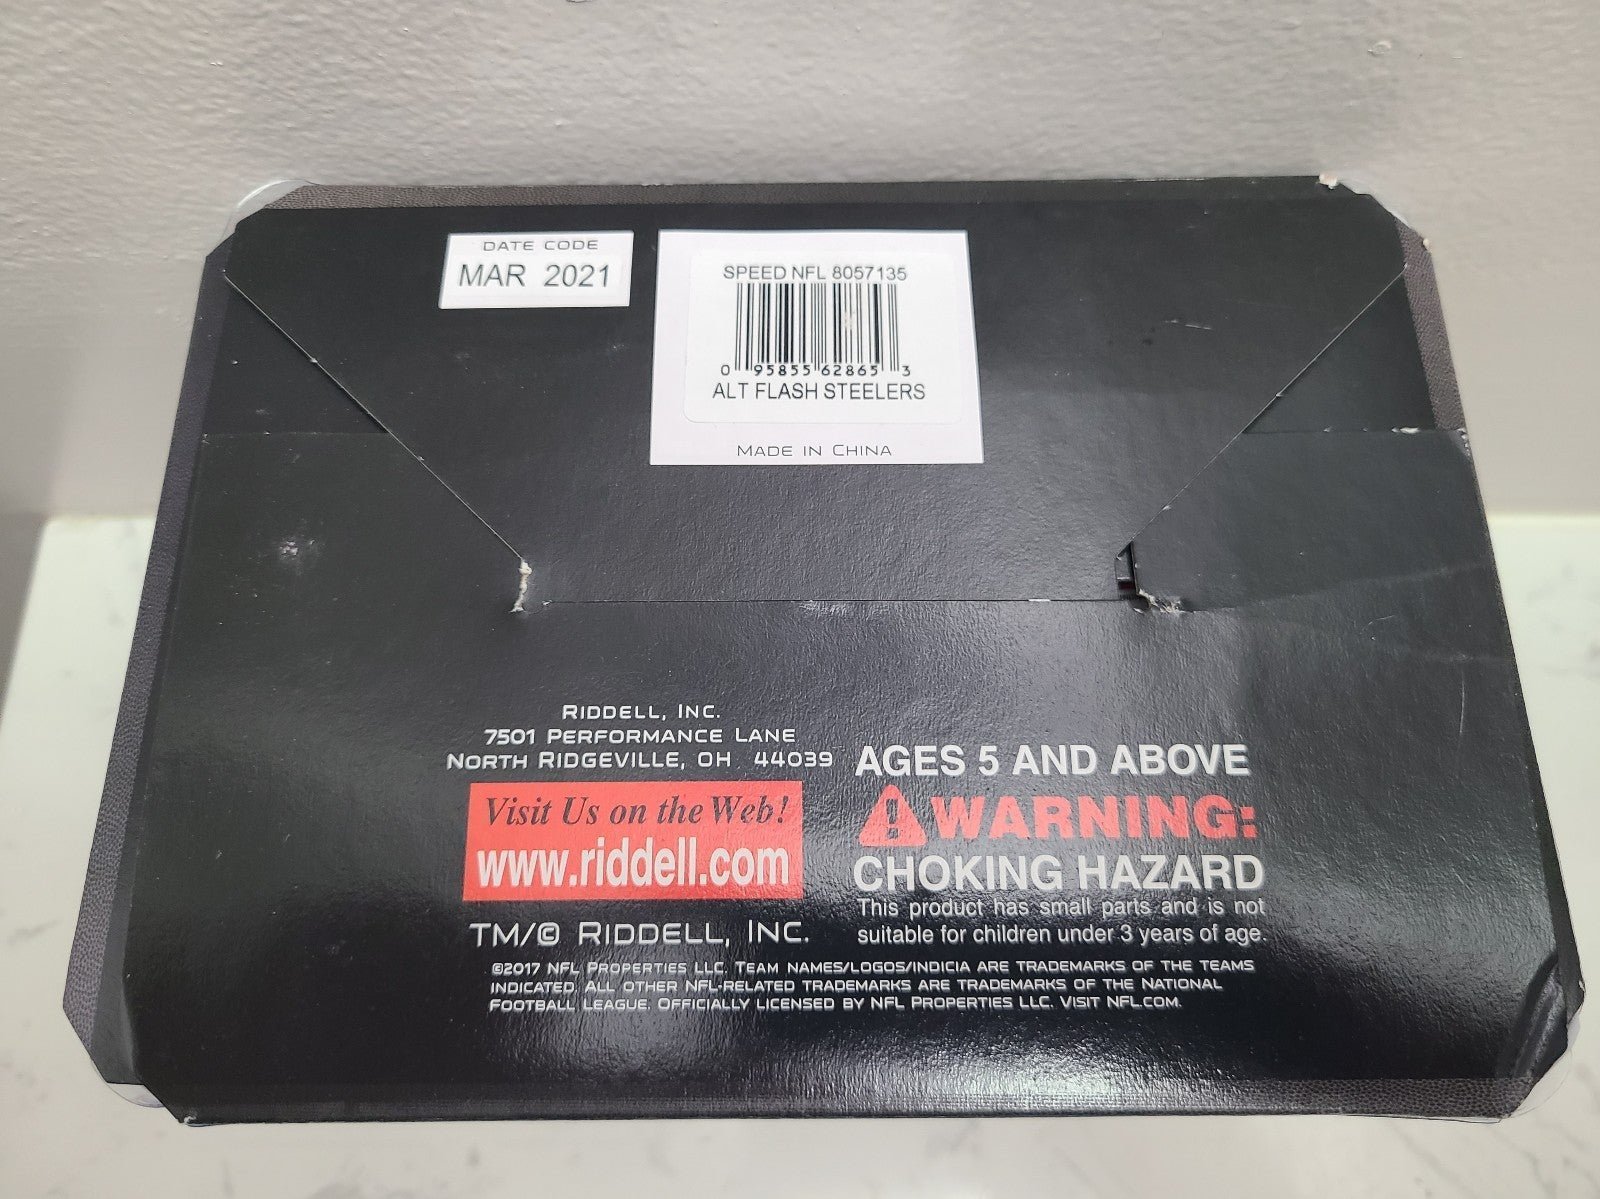 DATE CODE
MAR 2021
SPEED NFL 8057135
0 95855 62865 3
ALT FLASH STEELERS
MADE IN CHINA
RIDDELL, INC.
7501 PERFORMANCE LANE
NORTH RIDGEVILLE, OH 44039
Visit Us on the Web!
www.riddell.com
TM/© RIDDELL, INC.
AGES 5 AND ABOVE
WARNING:
CHOKING HAZARD
This product has small parts and is not
suitable for children under 3 years of age.
©2017 NFL PROPERTIES LLC. TEAM NAMES/LOGOS/INDICIA ARE TRADEMARKS OF THE TEAMS
INDICATED. ALL OTHER NFL-RELATED TRADEMARKS ARE TRADEMARKS OF THE NATIONAL
FOOTBALL LEAGUE. OFFICIALLY LICENSED BY NFL PROPERTIES LLC. VISIT NFL.COM.